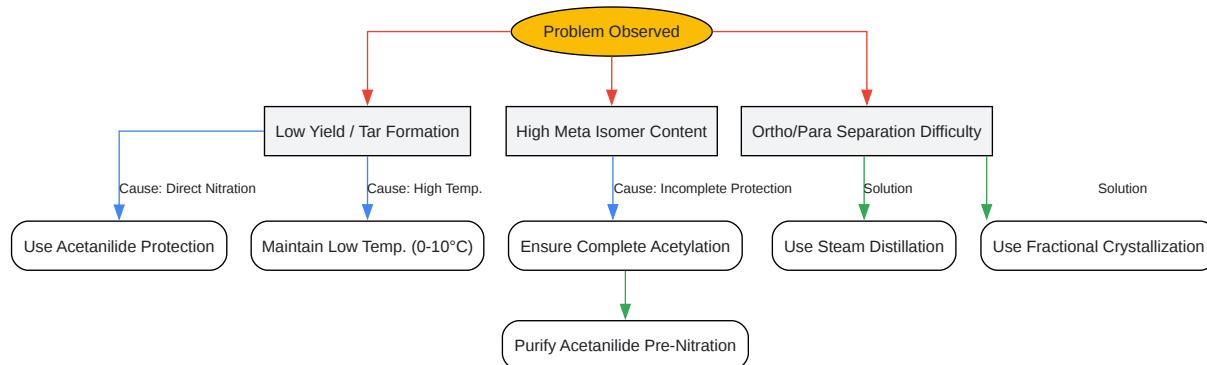 Problem Observed
Low Yield / Tar Formation
High Meta Isomer Content
Ortho/Para Separation Difficulty
Cause: Direct Nitration
Cause: High Temp.
Cause: Incomplete Protection
Solution
Solution
Use Acetanilide Protection
Maintain Low Temp. (0-10°C)
Ensure Complete Acetylation
Use Steam Distillation
Use Fractional Crystallization
Purify Acetanilide Pre-Nitration